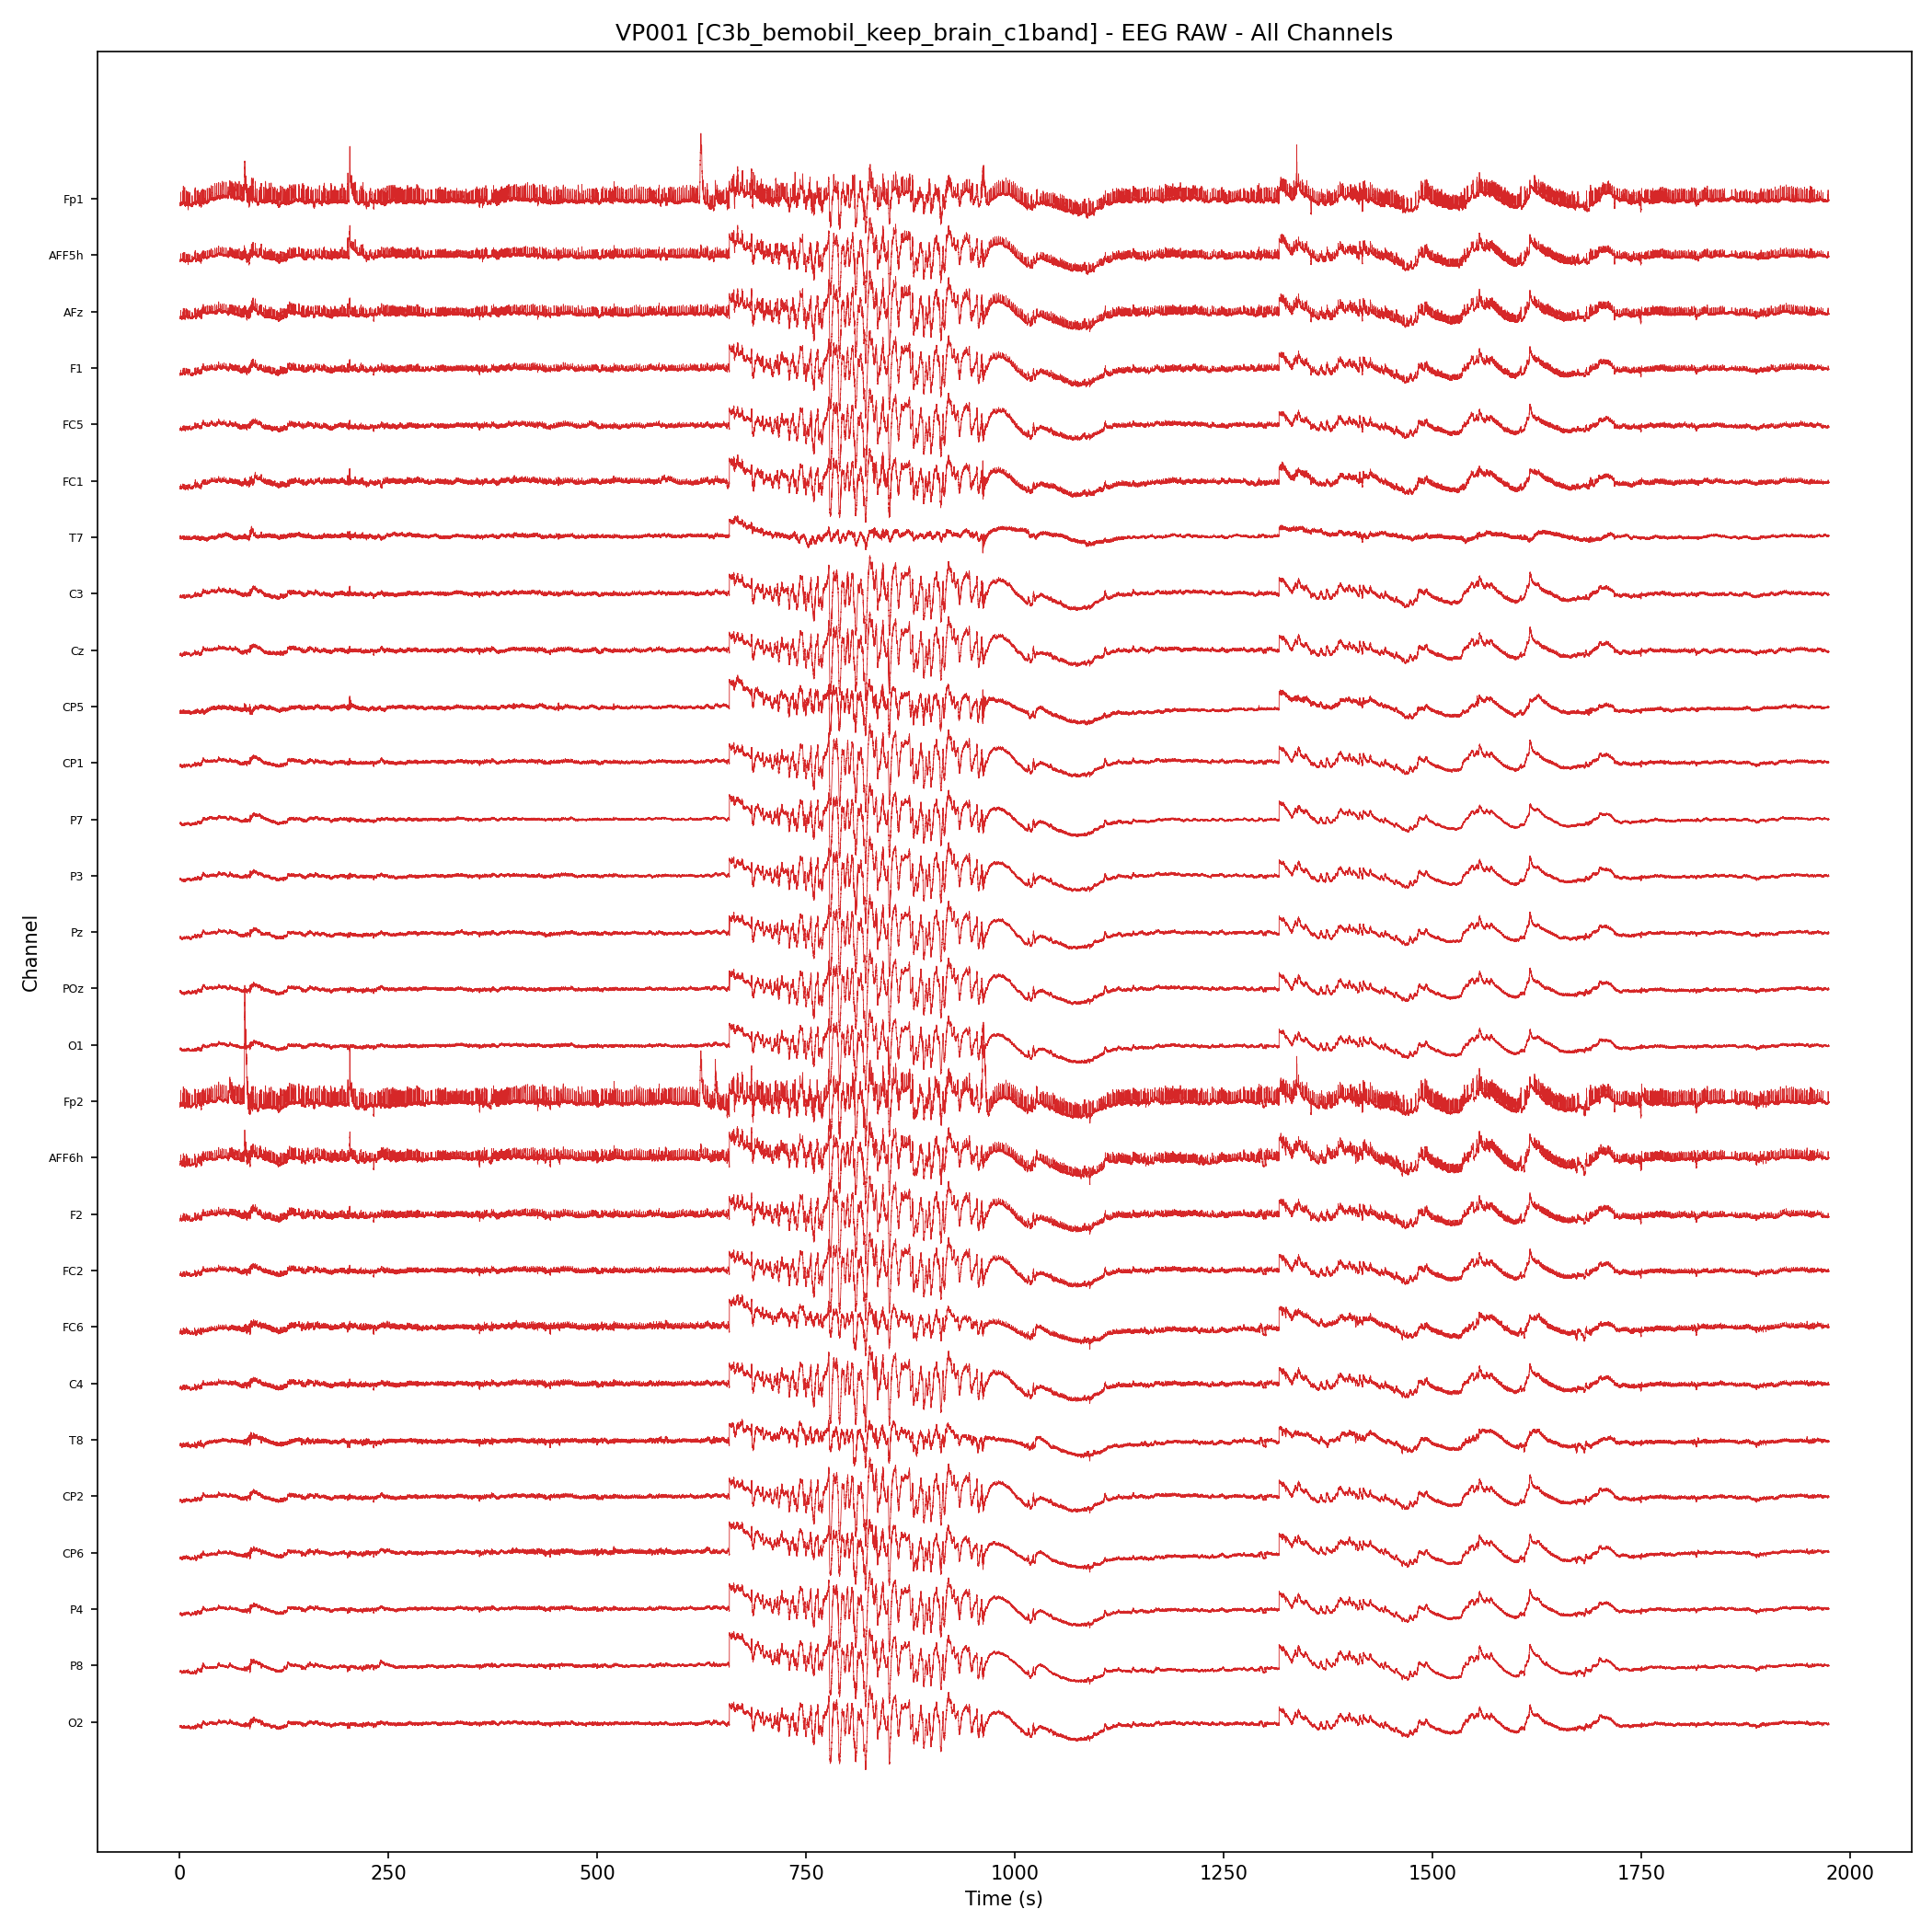 VP001 [C3b_bemobil_keep_brain_c1band] - EEG RAW - All Channels
Fp1
AFF5h
AFz
F1
FC5
FC1
T7
C3
Cz
CP5
CP1
P7
P3
Pz
POz
O1
Fp2
AFF6h
F2
FC2
FC6
C4
T8
CP2
CP6
P4
P8
O2
Channel
0 250 500 750 1000 1250 1500 1750 2000
Time (s)